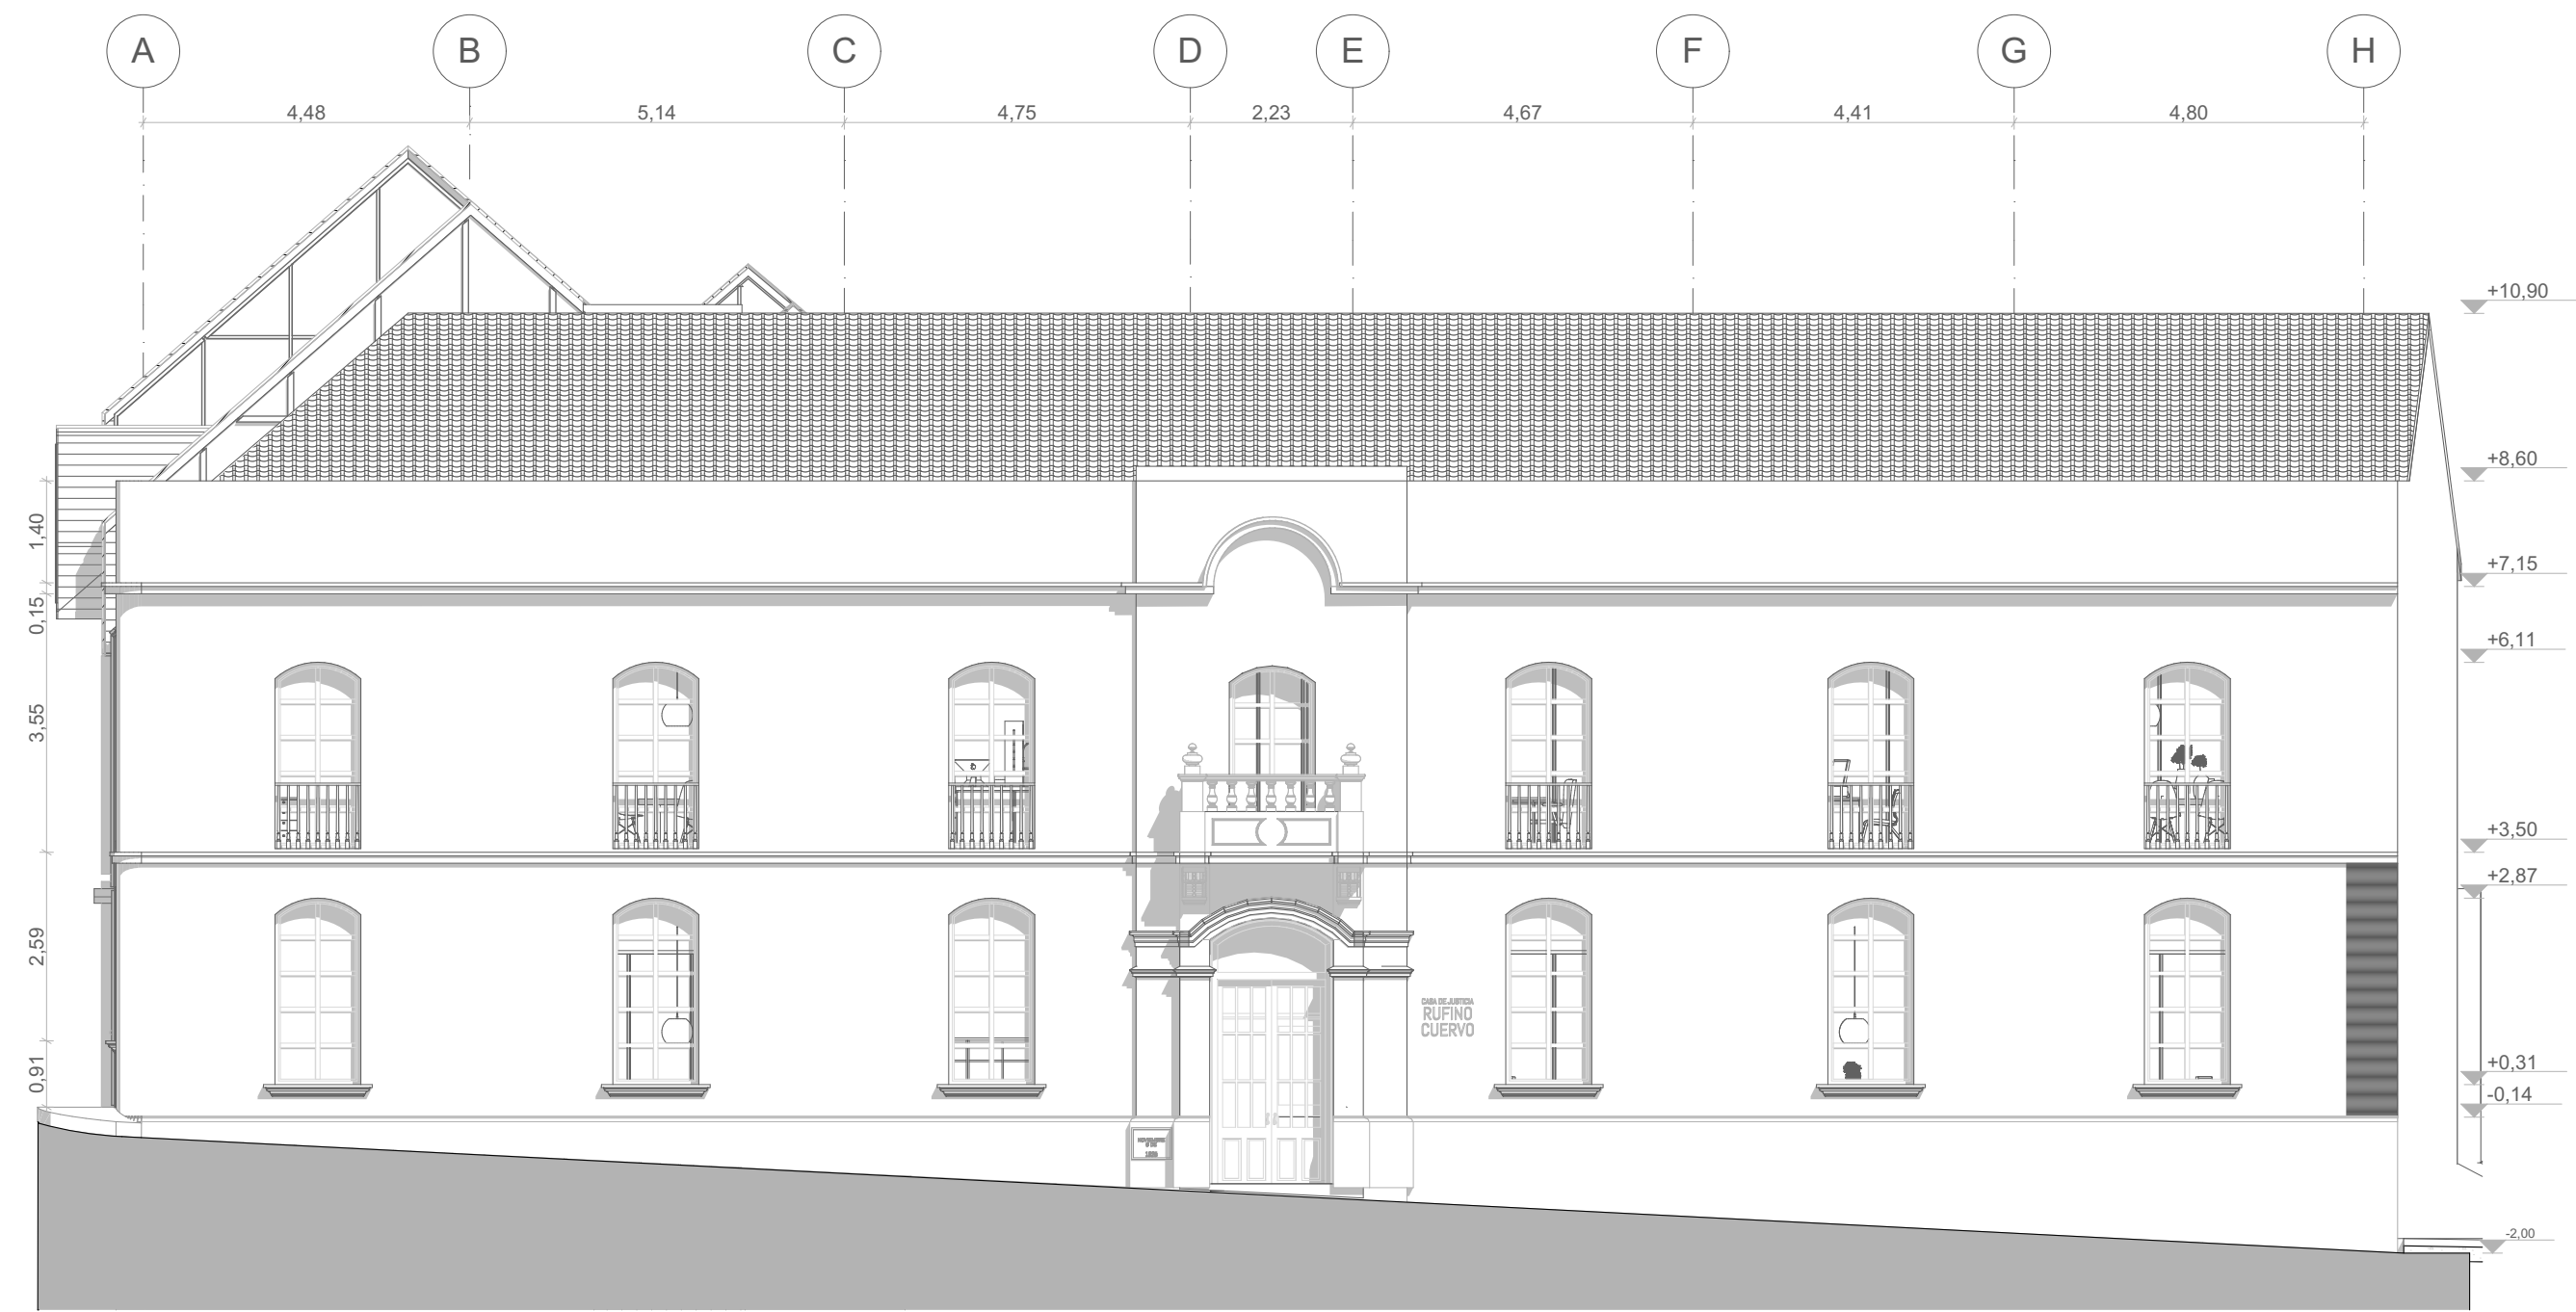 A B C D E F G H
4,48 5,14 4,75 2,23 4,67 4,41 4,80
+10,90
+8,60
1,40
+7,15
0,15
+6,11
3,55
+3,50
+2,87
2,59
CASA DE JUSTICIA
RUFINO
CUERVO
0,91
+0,31
-0,14
-2,00